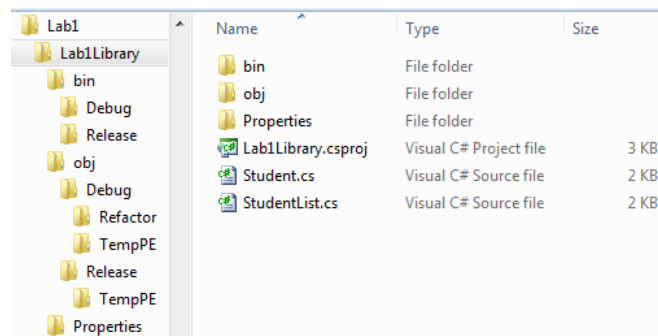 Lab1
Lab1Library
bin
Debug
Release
obj
Debug
Refactor
TempPE
Release
TempPE
Properties
Name Type Size
bin File folder
obj File folder
Properties File folder
Lab1Library.csproj Visual C# Project file 3 KB
Student.cs Visual C# Source file 2 KB
StudentList.cs Visual C# Source file 2 KB